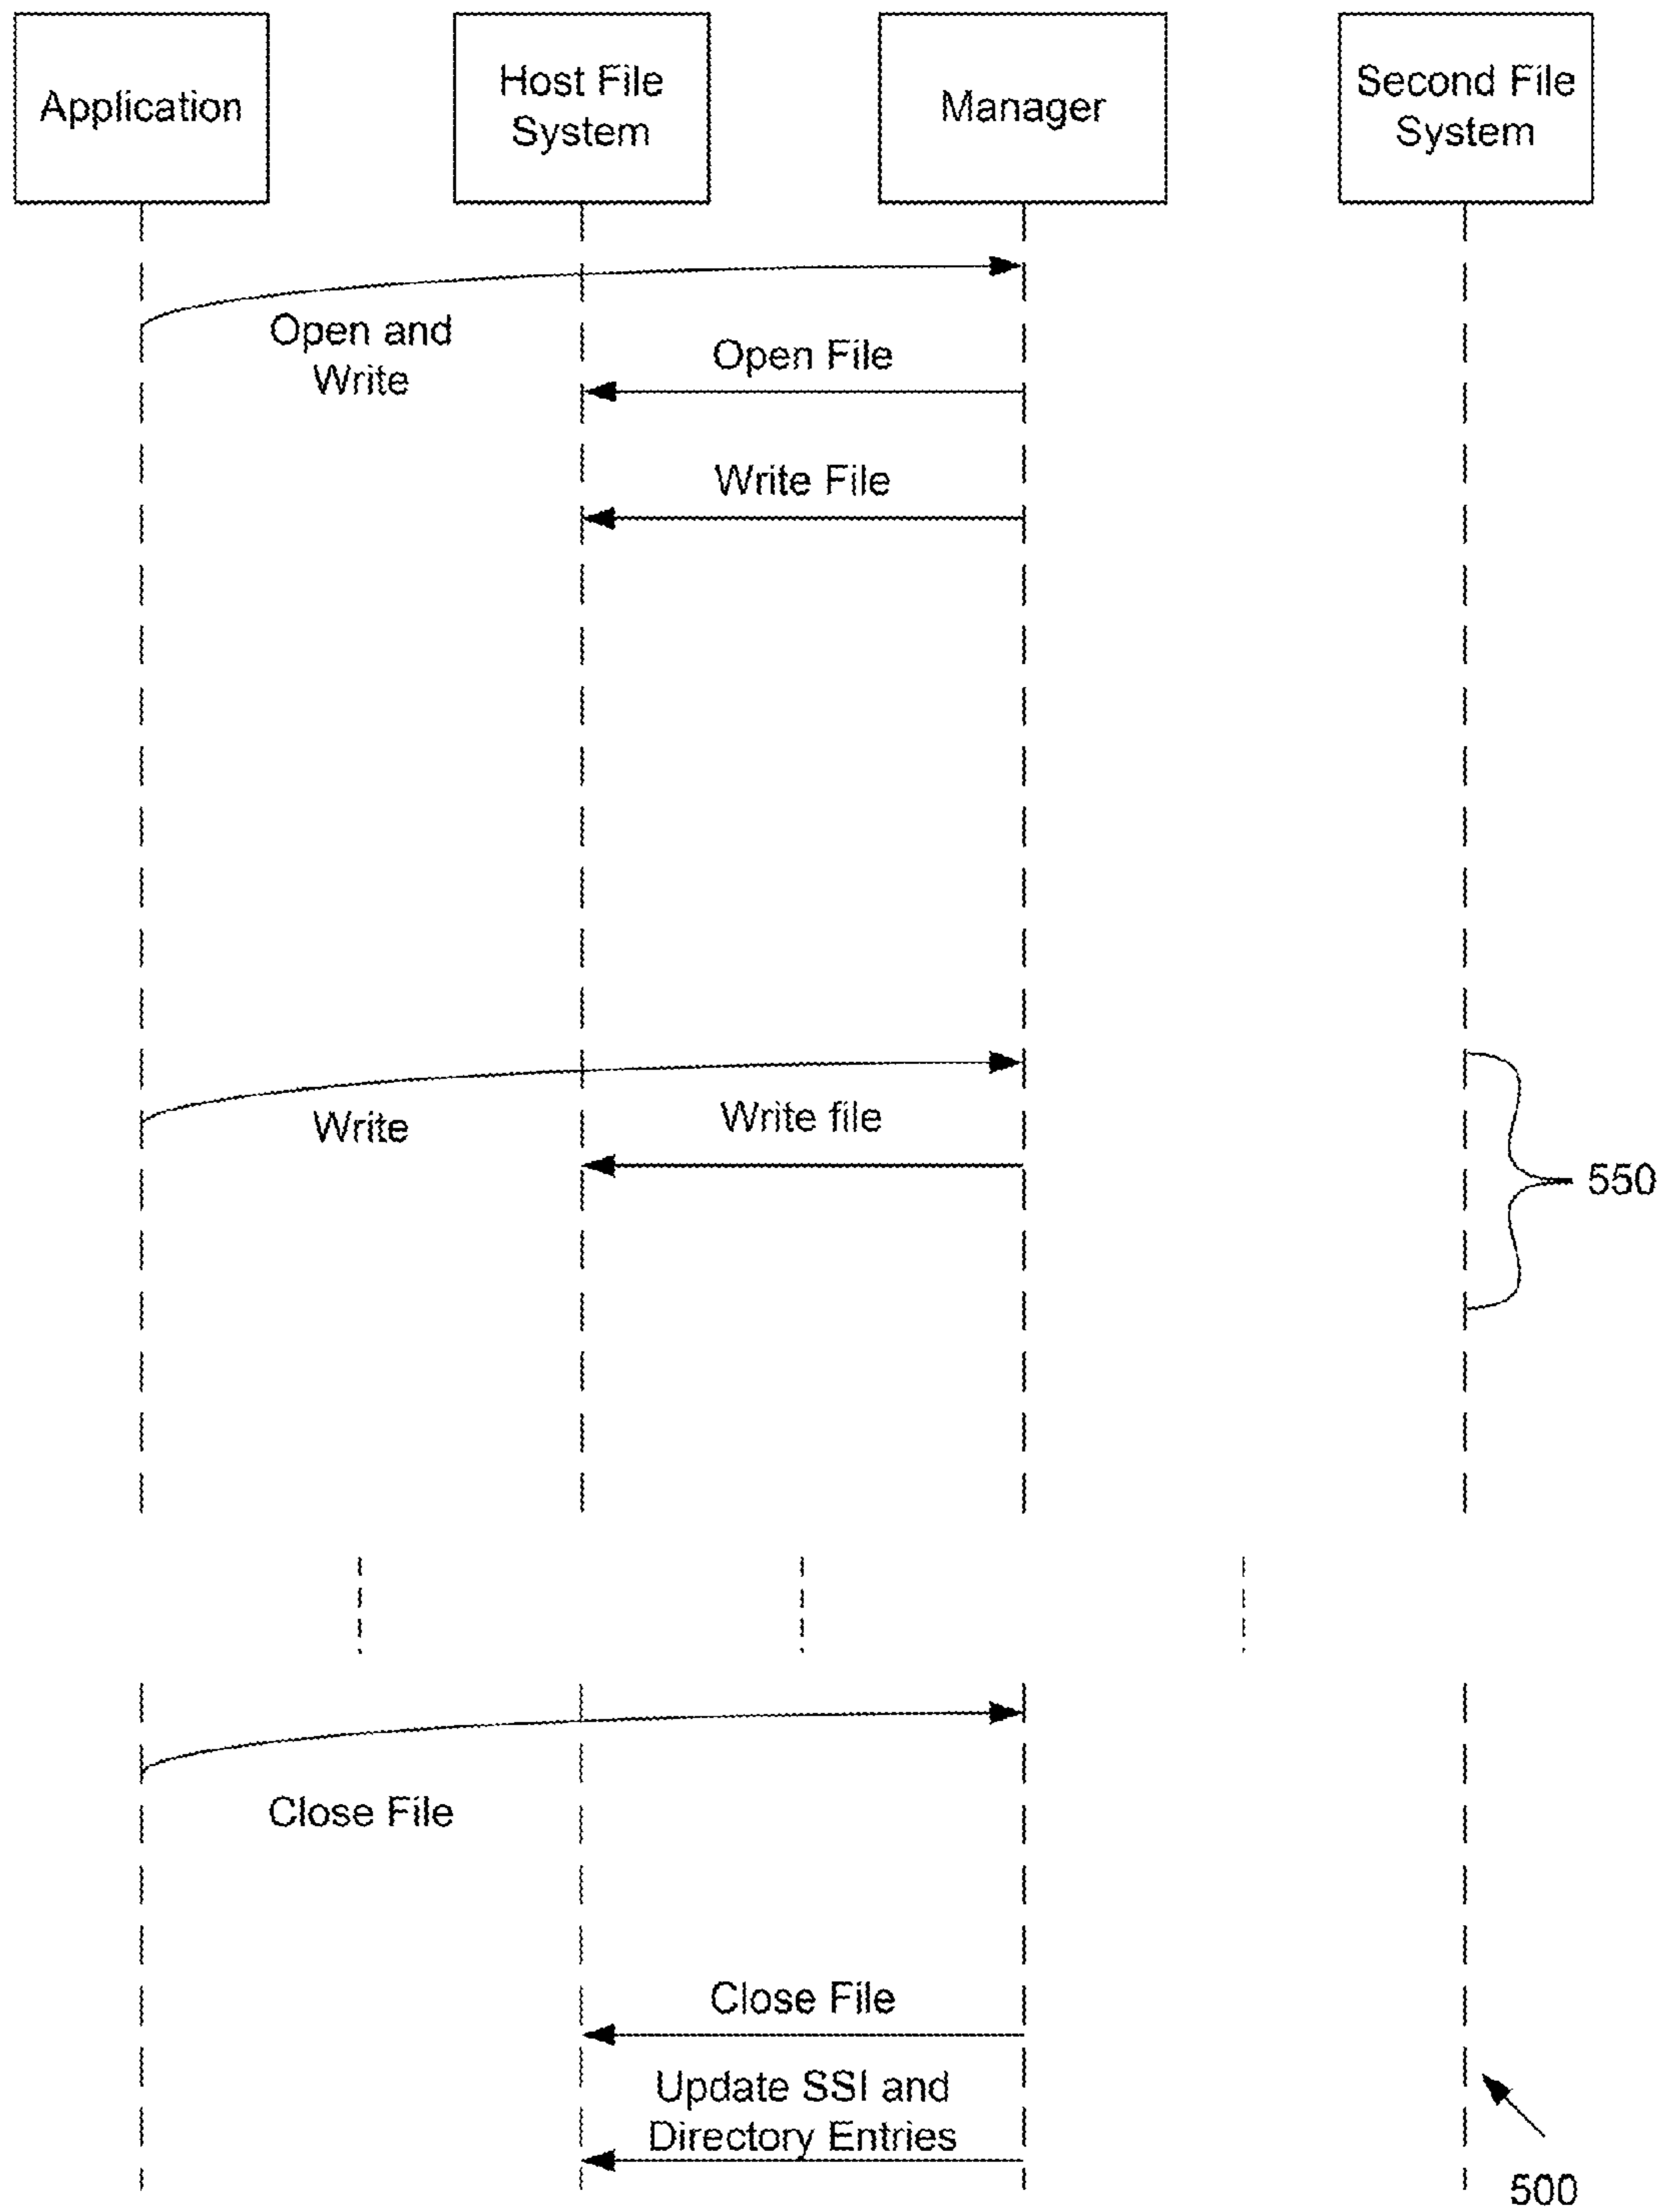 Application
Host File
System
Manager
Second File
System
Open and
Write
Open File
Write File
Write
Write file
550
Close File
Close File
Update SSI and
Directory Entries
500